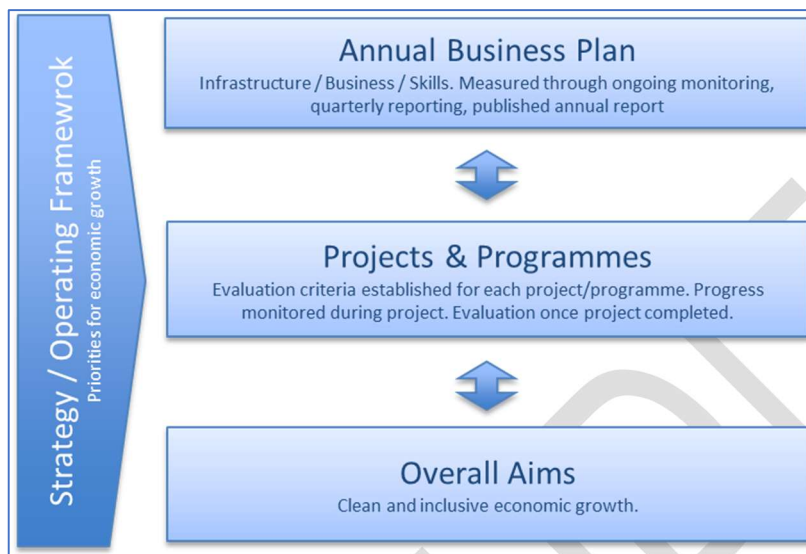 Strategy / Operating Framewrok
Priorities for economic growth
Annual Business Plan
Infrastructure / Business / Skills. Measured through ongoing monitoring,
quarterly reporting, published annual report
Projects & Programmes
Evaluation criteria established for each project/programme. Progress
monitored during project. Evaluation once project completed.
Overall Aims
Clean and inclusive economic growth.